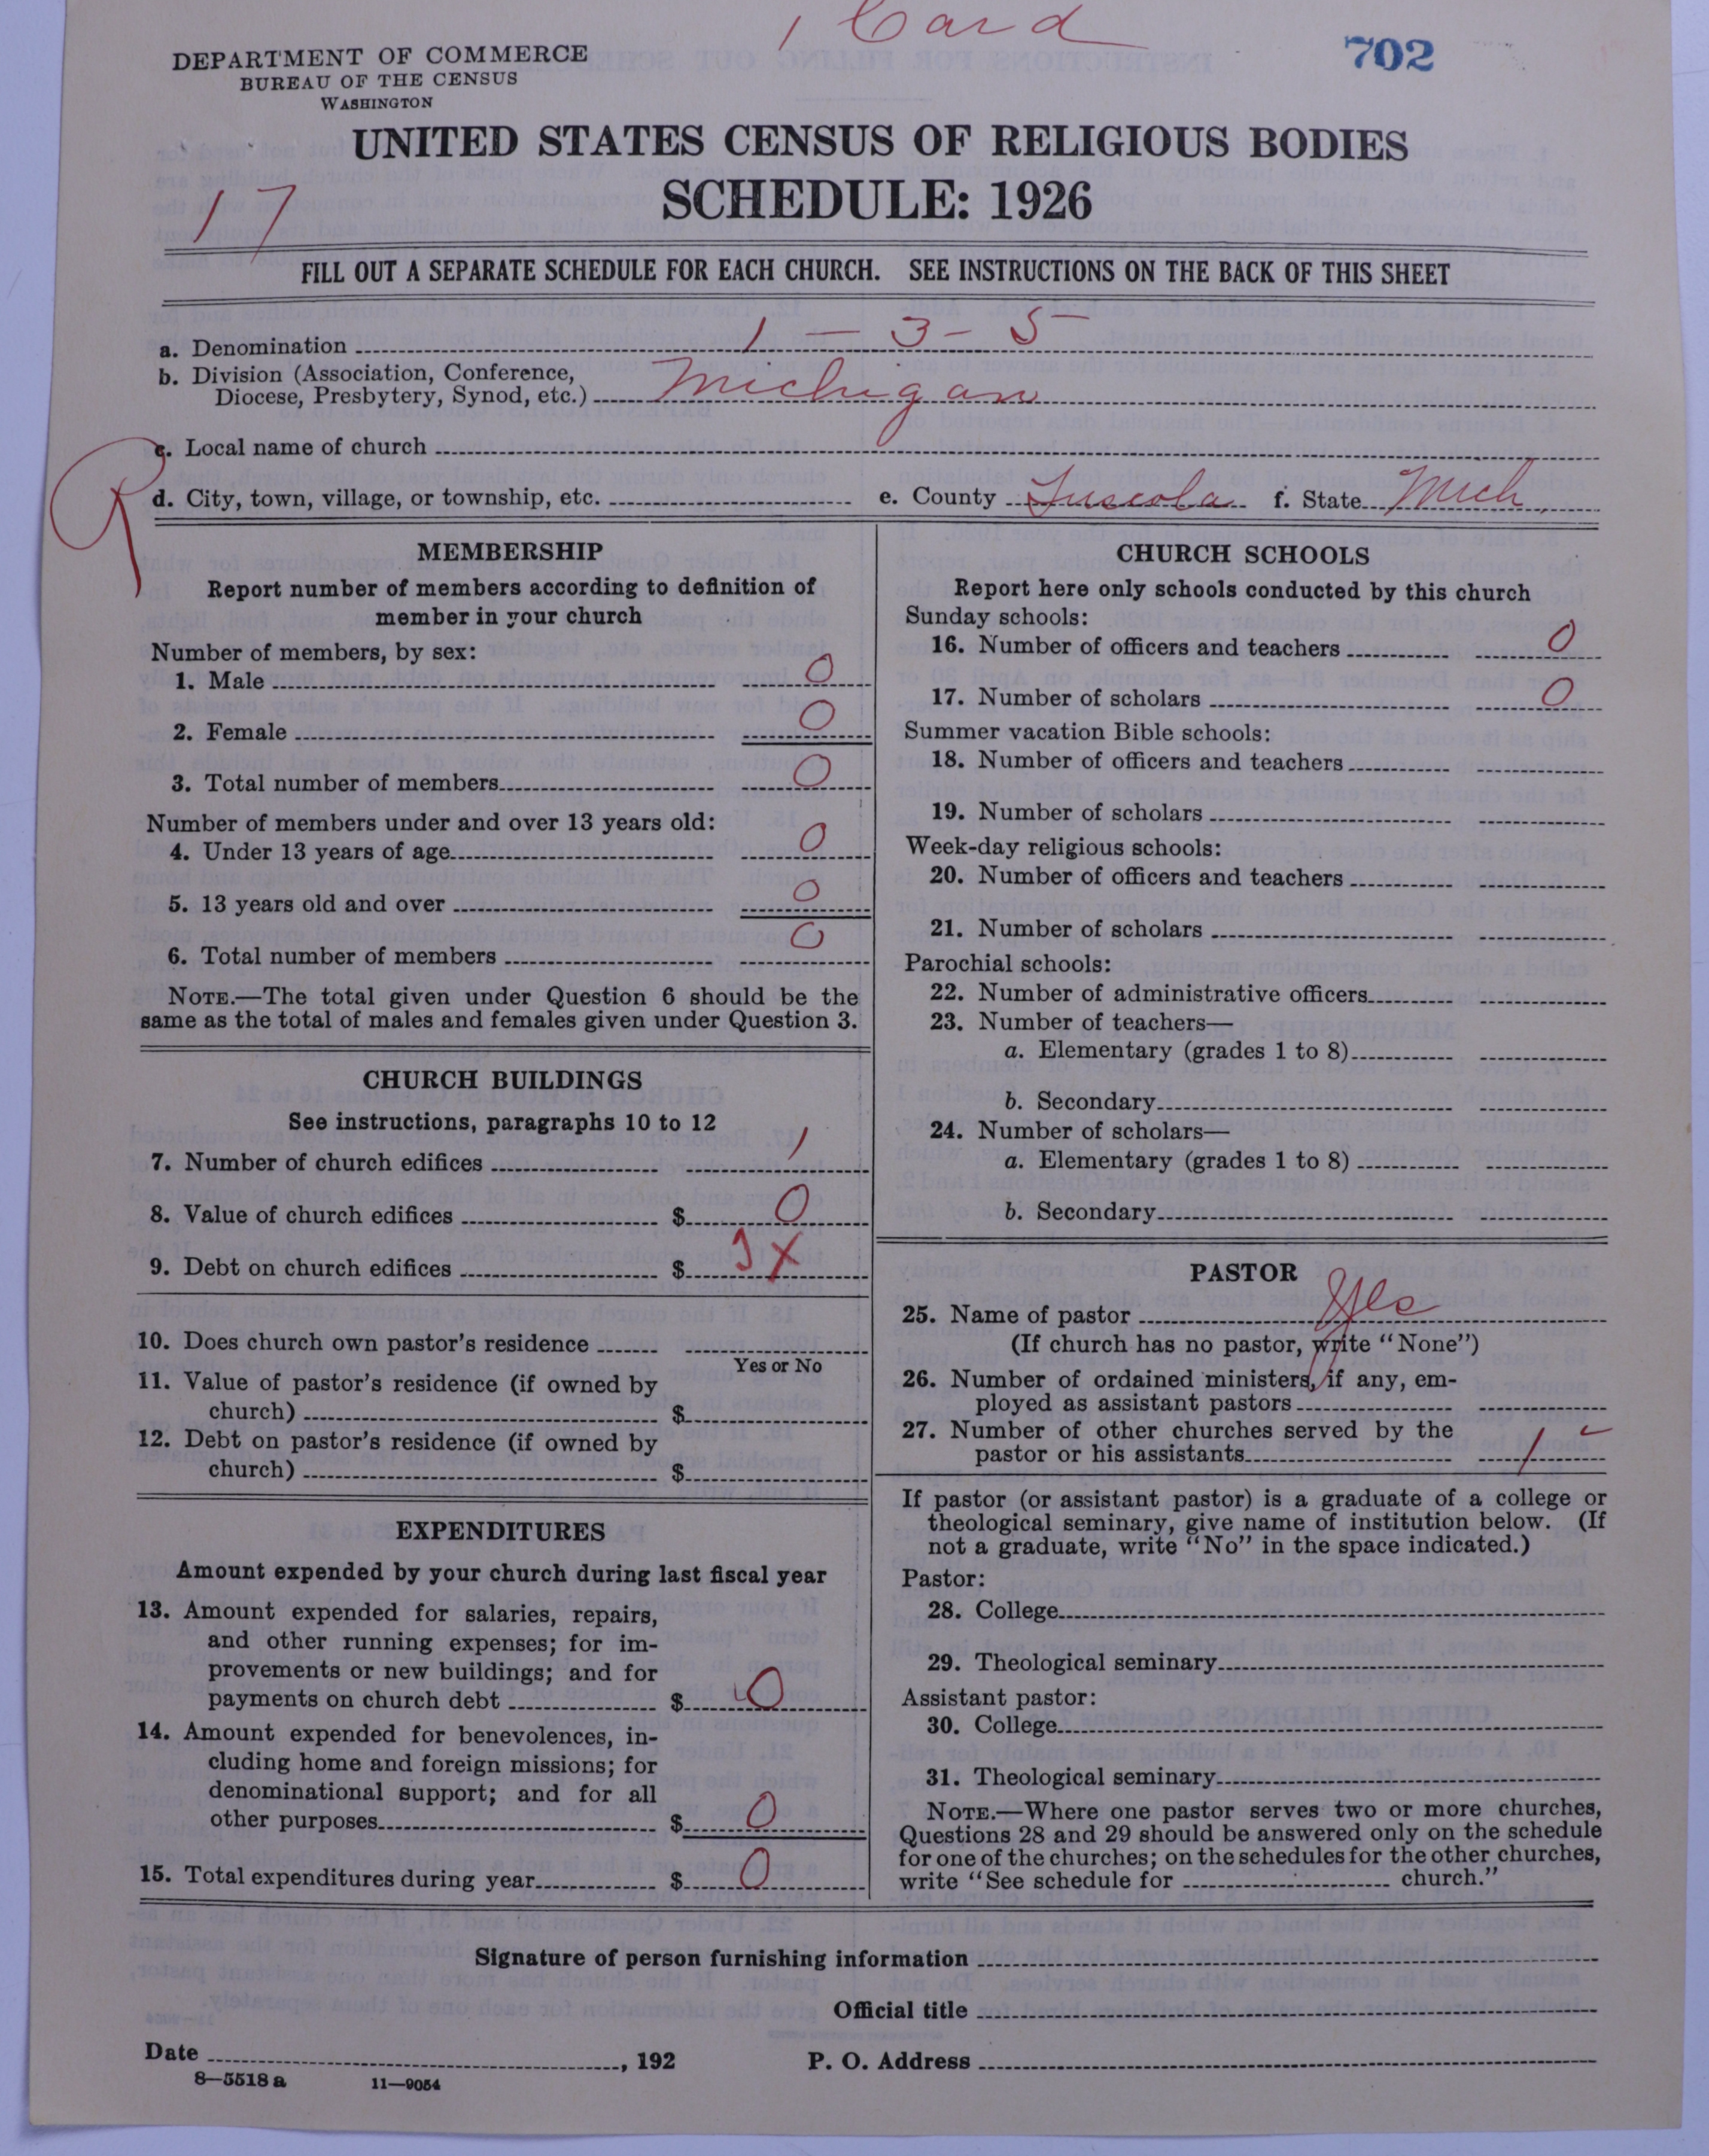 1 Card
702
DEPARTMENT OF COMMERCE
BUREAU OF THE CENSUS
WASHINGTON
UNITED STATES CENSUS OF RELIGIOUS BODIES
SCHEDULE: 1926
17
FILL OUT A SEPARATE SCHEDULE FOR EACH CHURCH. SEE INSTRUCTIONS ON THE BACK OF THIS SHEET
a. Denomination 1 - 3 - 5
b. Division (Association, Conference,
Diocese, Presbytery, Synod, etc.) Michigan
R
c. Local name of church
d. City, town, village, or township, etc. e. County Tuscola f. State Mich.
MEMBERSHIP
Report number of members according to definition of
member in your church
Number of members, by sex:
1. Male 0
2. Female 0
3. Total number of members 0
Number of members under and over 13 years old:
4. Under 13 years of age 0
5. 13 years old and over 0
6. Total number of members 0
NOTE.—The total given under Question 6 should be the
same as the total of males and females given under Question 3.
CHURCH BUILDINGS
See instructions, paragraphs 10 to 12
7. Number of church edifices 1
8. Value of church edifices $ 0
9. Debt on church edifices $ X
10. Does church own pastor's residence
Yes or No
11. Value of pastor's residence (if owned by
church) $
12. Debt on pastor's residence (if owned by
church) $
EXPENDITURES
Amount expended by your church during last fiscal year
13. Amount expended for salaries, repairs,
and other running expenses; for im-
provements or new buildings; and for
payments on church debt $ 0
14. Amount expended for benevolences, in-
cluding home and foreign missions; for
denominational support; and for all
other purposes $ 0
15. Total expenditures during year $ 0
CHURCH SCHOOLS
Report here only schools conducted by this church
Sunday schools:
16. Number of officers and teachers 0
17. Number of scholars 0
Summer vacation Bible schools:
18. Number of officers and teachers
19. Number of scholars
Week-day religious schools:
20. Number of officers and teachers
21. Number of scholars
Parochial schools:
22. Number of administrative officers
23. Number of teachers—
a. Elementary (grades 1 to 8)
b. Secondary
24. Number of scholars—
a. Elementary (grades 1 to 8)
b. Secondary
PASTOR
25. Name of pastor Yes
(If church has no pastor, write "None")
26. Number of ordained ministers, if any, em-
ployed as assistant pastors
27. Number of other churches served by the
pastor or his assistants 1
If pastor (or assistant pastor) is a graduate of a college or
theological seminary, give name of institution below. (If
not a graduate, write "No" in the space indicated.)
Pastor:
28. College
29. Theological seminary
Assistant pastor:
30. College
31. Theological seminary
NOTE.—Where one pastor serves two or more churches,
Questions 28 and 29 should be answered only on the schedule
for one of the churches; on the schedules for the other churches,
write "See schedule for church."
Signature of person furnishing information
Official title
Date , 192 P. O. Address
8—5518 a 11—9054